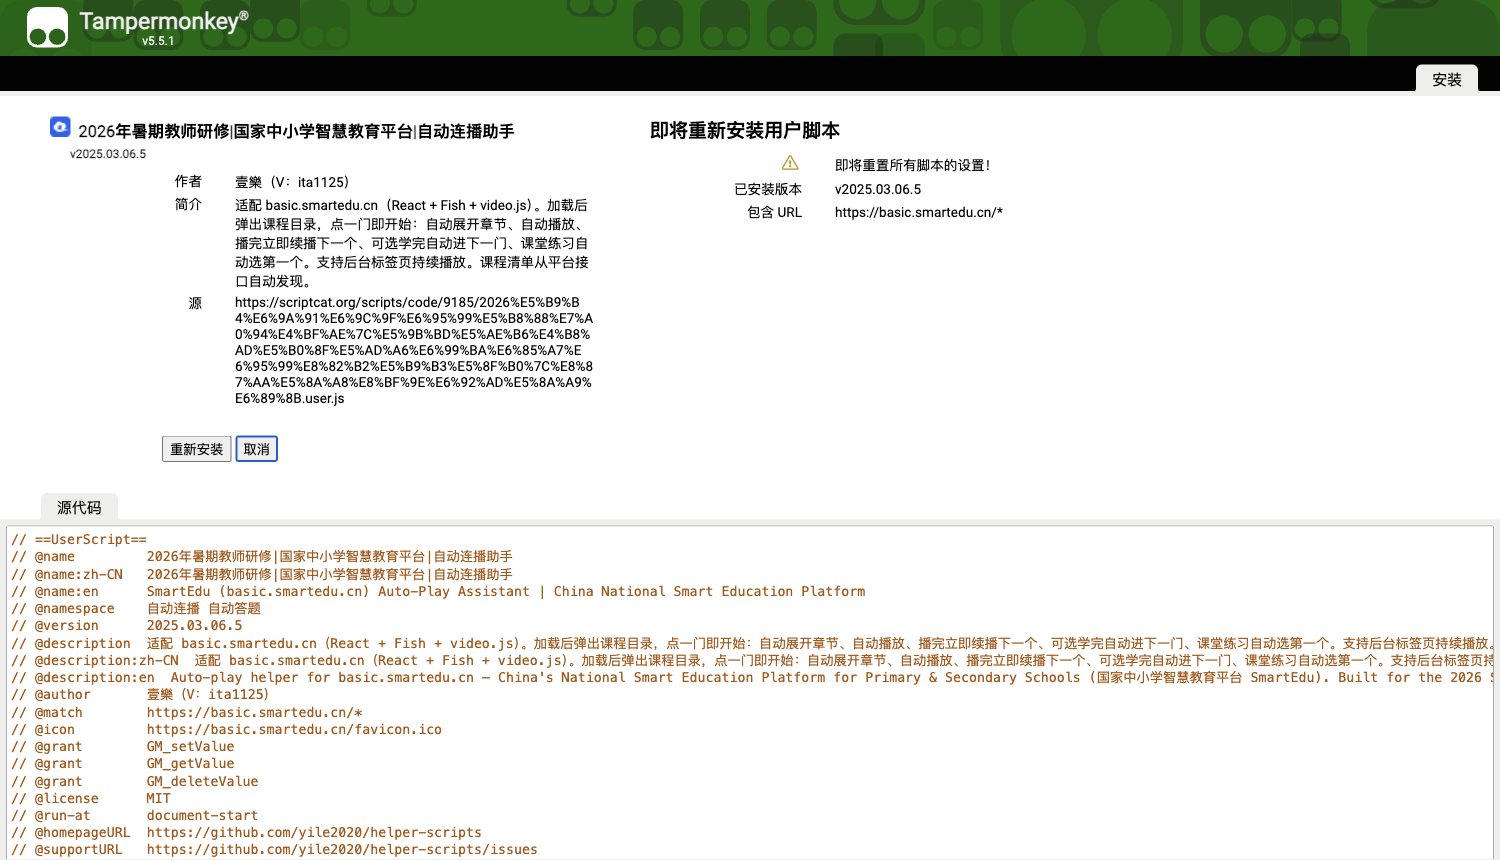 Tampermonkey®
v5.5.1
安装
2026年暑期教师研修|国家中小学智慧教育平台|自动连播助手
v2025.03.06.5
作者 壹樂（V：ita1125）
简介 适配 basic.smartedu.cn（React + Fish + video.js）。加载后
弹出课程目录，点一门即开始：自动展开章节、自动播放、
播完立即续播下一个、可选学完自动进下一门、课堂练习自
动选第一个。支持后台标签页持续播放。课程清单从平台接
口自动发现。
源 https://scriptcat.org/scripts/code/9185/2026%E5%B9%B
4%E6%9A%91%E6%9C%9F%E6%95%99%E5%B8%88%E7%A
0%94%E4%BF%AE%7C%E5%9B%BD%E5%AE%B6%E4%B8%
AD%E5%B0%8F%E5%AD%A6%E6%99%BA%E6%85%A7%E
6%95%99%E8%82%B2%E5%B9%B3%E5%8F%B0%7C%E8%8
7%AA%E5%8A%A8%E8%BF%9E%E6%92%AD%E5%8A%A9%
E6%89%8B.user.js
重新安装 取消
即将重新安装用户脚本
即将重置所有脚本的设置！
已安装版本 v2025.03.06.5
包含 URL https://basic.smartedu.cn/*
源代码
// ==UserScript==
// @name 2026年暑期教师研修|国家中小学智慧教育平台|自动连播助手
// @name:zh-CN 2026年暑期教师研修|国家中小学智慧教育平台|自动连播助手
// @name:en SmartEdu (basic.smartedu.cn) Auto-Play Assistant | China National Smart Education Platform
// @namespace 自动连播 自动答题
// @version 2025.03.06.5
// @description 适配 basic.smartedu.cn（React + Fish + video.js）。加载后弹出课程目录，点一门即开始：自动展开章节、自动播放、播完立即续播下一个、可选学完自动进下一门、课堂练习自动选第一个。支持后台标签页持续播放。
// @description:zh-CN 适配 basic.smartedu.cn（React + Fish + video.js）。加载后弹出课程目录，点一门即开始：自动展开章节、自动播放、播完立即续播下一个、可选学完自动进下一门、课堂练习自动选第一个。支持后台标签页持
// @description:en Auto-play helper for basic.smartedu.cn — China's National Smart Education Platform for Primary & Secondary Schools (国家中小学智慧教育平台 SmartEdu). Built for the 2026 S
// @author 壹樂（V：ita1125）
// @match https://basic.smartedu.cn/*
// @icon https://basic.smartedu.cn/favicon.ico
// @grant GM_setValue
// @grant GM_getValue
// @grant GM_deleteValue
// @license MIT
// @run-at document-start
// @homepageURL https://github.com/yile2020/helper-scripts
// @supportURL https://github.com/yile2020/helper-scripts/issues